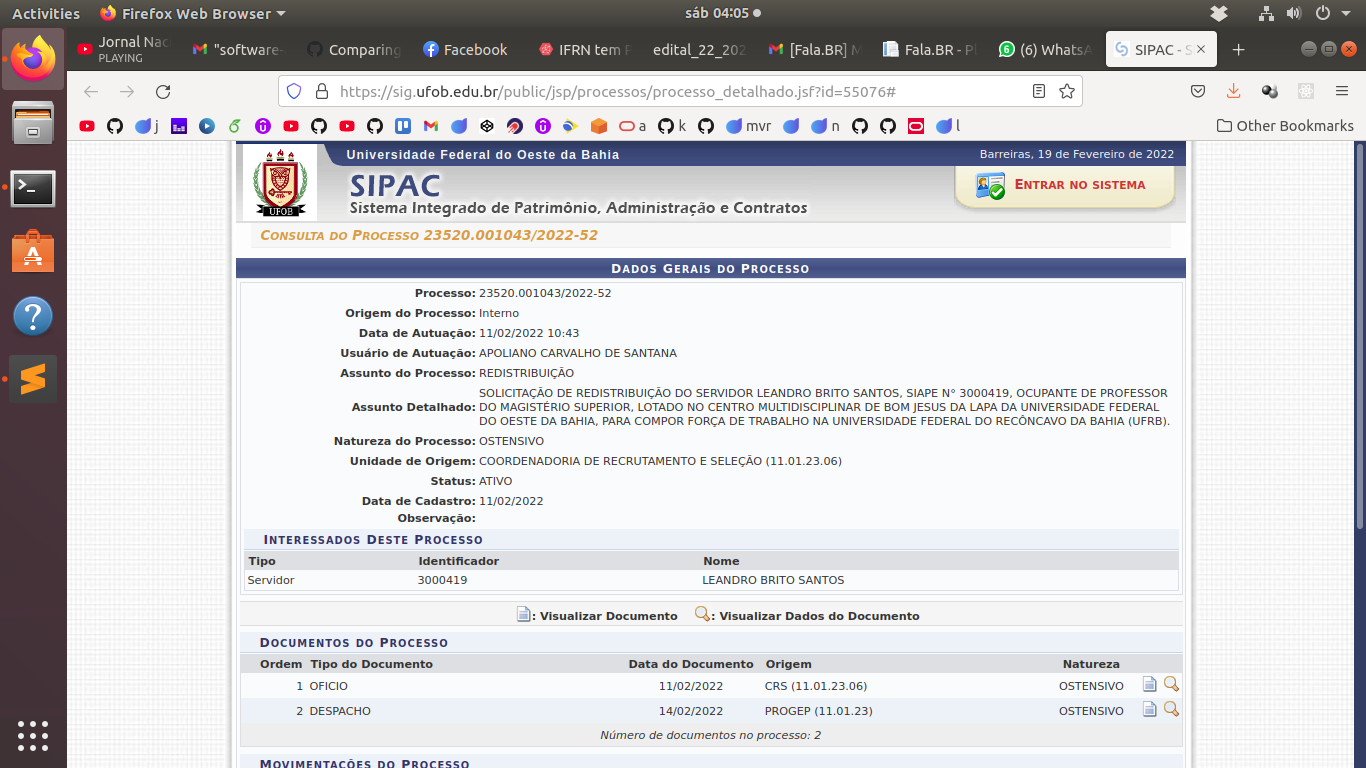 Activities Firefox Web Browser sáb 04:05
Jornal Nac
PLAYING
"software- Comparing Facebook IFRN tem P edital_22_202 [Fala.BR] M Fala.BR - Pl (6) WhatsA SIPAC - S
https://sig.ufob.edu.br/public/jsp/processos/processo_detalhado.jsf?id=55076#
j a k mvr n l Other Bookmarks
Universidade Federal do Oeste da Bahia Barreiras, 19 de Fevereiro de 2022
UFOB
SIPAC
Entrar no sistema
Sistema Integrado de Patrimônio, Administração e Contratos
Consulta do Processo 23520.001043/2022-52
Dados Gerais do Processo
Processo: 23520.001043/2022-52
Origem do Processo: Interno
Data de Autuação: 11/02/2022 10:43
Usuário de Autuação: APOLIANO CARVALHO DE SANTANA
Assunto do Processo: REDISTRIBUIÇÃO
Assunto Detalhado: SOLICITAÇÃO DE REDISTRIBUIÇÃO DO SERVIDOR LEANDRO BRITO SANTOS, SIAPE N° 3000419, OCUPANTE DE PROFESSOR
DO MAGISTÉRIO SUPERIOR, LOTADO NO CENTRO MULTIDISCIPLINAR DE BOM JESUS DA LAPA DA UNIVERSIDADE FEDERAL
DO OESTE DA BAHIA, PARA COMPOR FORÇA DE TRABALHO NA UNIVERSIDADE FEDERAL DO RECÔNCAVO DA BAHIA (UFRB).
Natureza do Processo: OSTENSIVO
Unidade de Origem: COORDENADORIA DE RECRUTAMENTO E SELEÇÃO (11.01.23.06)
Status: ATIVO
Data de Cadastro: 11/02/2022
Observação:
Interessados Deste Processo
Tipo Identificador Nome
Servidor 3000419 LEANDRO BRITO SANTOS
: Visualizar Documento : Visualizar Dados do Documento
Documentos do Processo
Ordem Tipo do Documento Data do Documento Origem Natureza
1 OFICIO 11/02/2022 CRS (11.01.23.06) OSTENSIVO
2 DESPACHO 14/02/2022 PROGEP (11.01.23) OSTENSIVO
Número de documentos no processo: 2
Movimentações do Processo